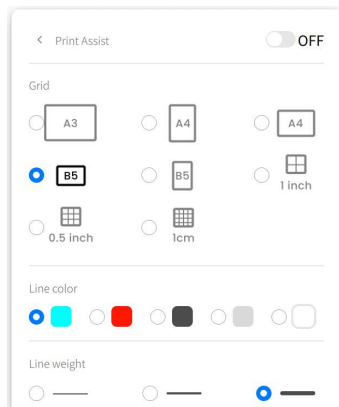 Print Assist OFF
Grid
A3 A4 A4
B5 B5 1 inch
0.5 inch 1cm
Line color
Line weight